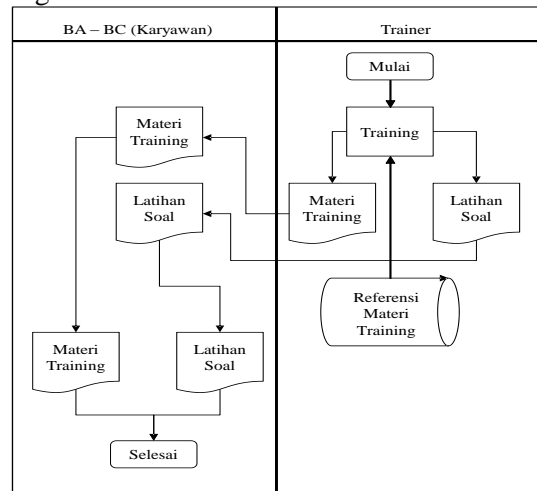 BA – BC (Karyawan)
Trainer
Mulai
Training
Materi
Training
Latihan
Soal
Materi
Training
Latihan
Soal
Referensi
Materi
Training
Materi
Training
Latihan
Soal
Selesai